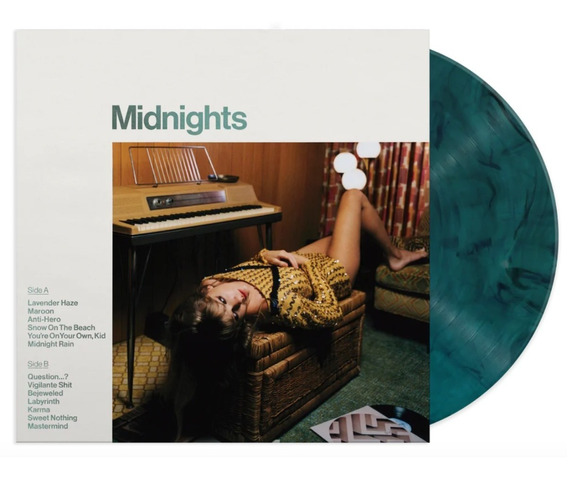 Midnights
Side A
Lavender Haze
Maroon
Anti-Hero
Snow On The Beach
You're On Your Own, Kid
Midnight Rain
Side B
Question...?
Vigilante Shit
Bejeweled
Labyrinth
Karma
Sweet Nothing
Mastermind